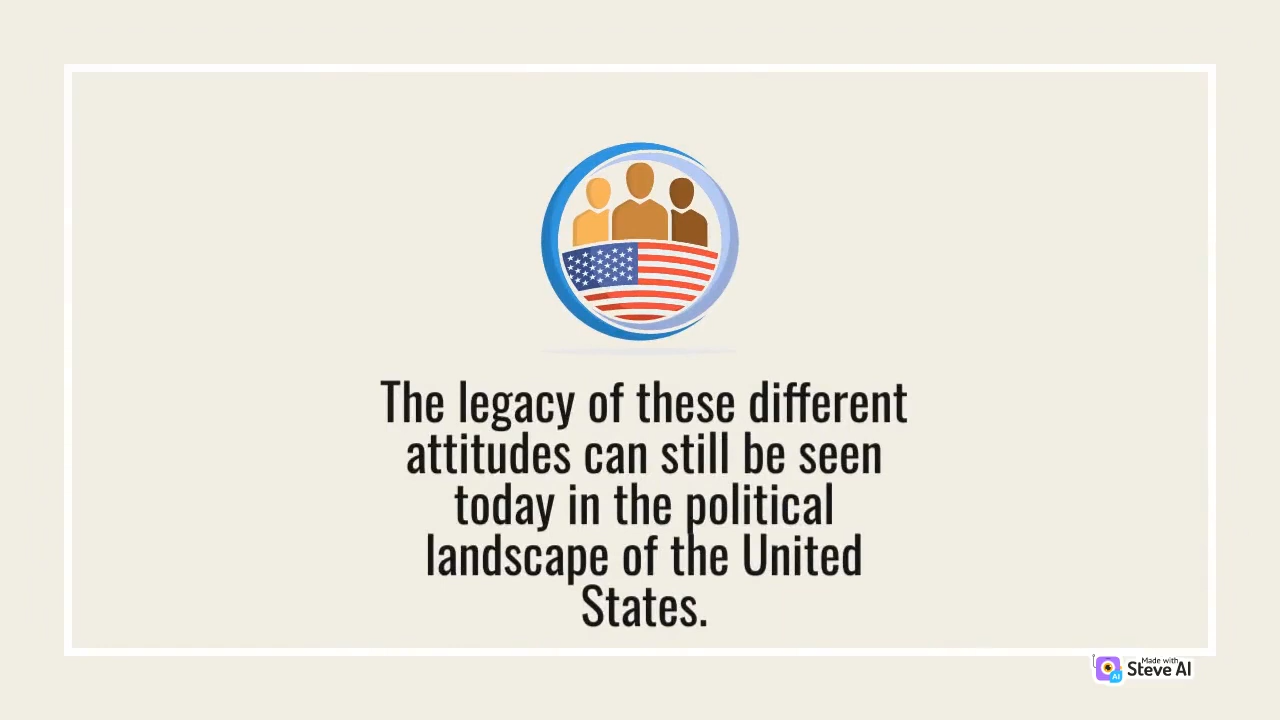 The legacy of these different
attitudes can still be seen
today in the political
landscape of the United
States.
Made with
Steve AI
AI